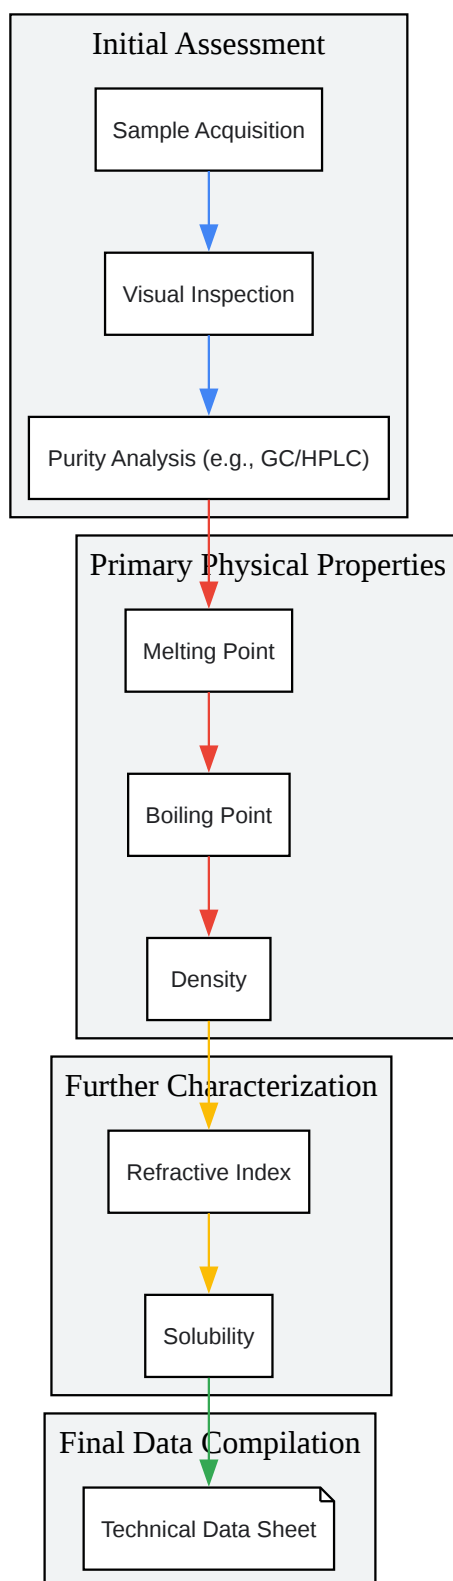 Initial Assessment
Sample Acquisition
Visual Inspection
Purity Analysis (e.g., GC/HPLC)
Primary Physical Properties
Melting Point
Boiling Point
Density
Further Characterization
Refractive Index
Solubility
Final Data Compilation
Technical Data Sheet